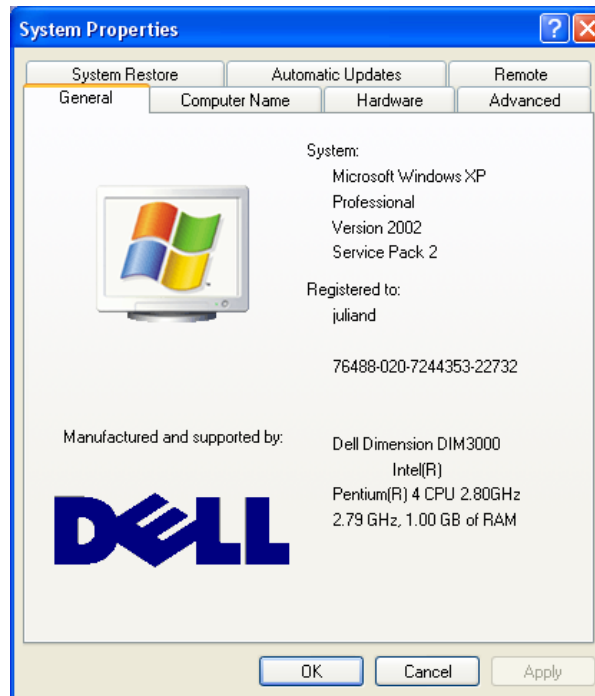 System Properties
System Restore Automatic Updates Remote
General Computer Name Hardware Advanced
System:
Microsoft Windows XP
Professional
Version 2002
Service Pack 2
Registered to:
juliand
76488-020-7244353-22732
Manufactured and supported by:
Dell Dimension DIM3000
Intel(R)
Pentium(R) 4 CPU 2.80GHz
2.79 GHz, 1.00 GB of RAM
DELL
OK Cancel Apply